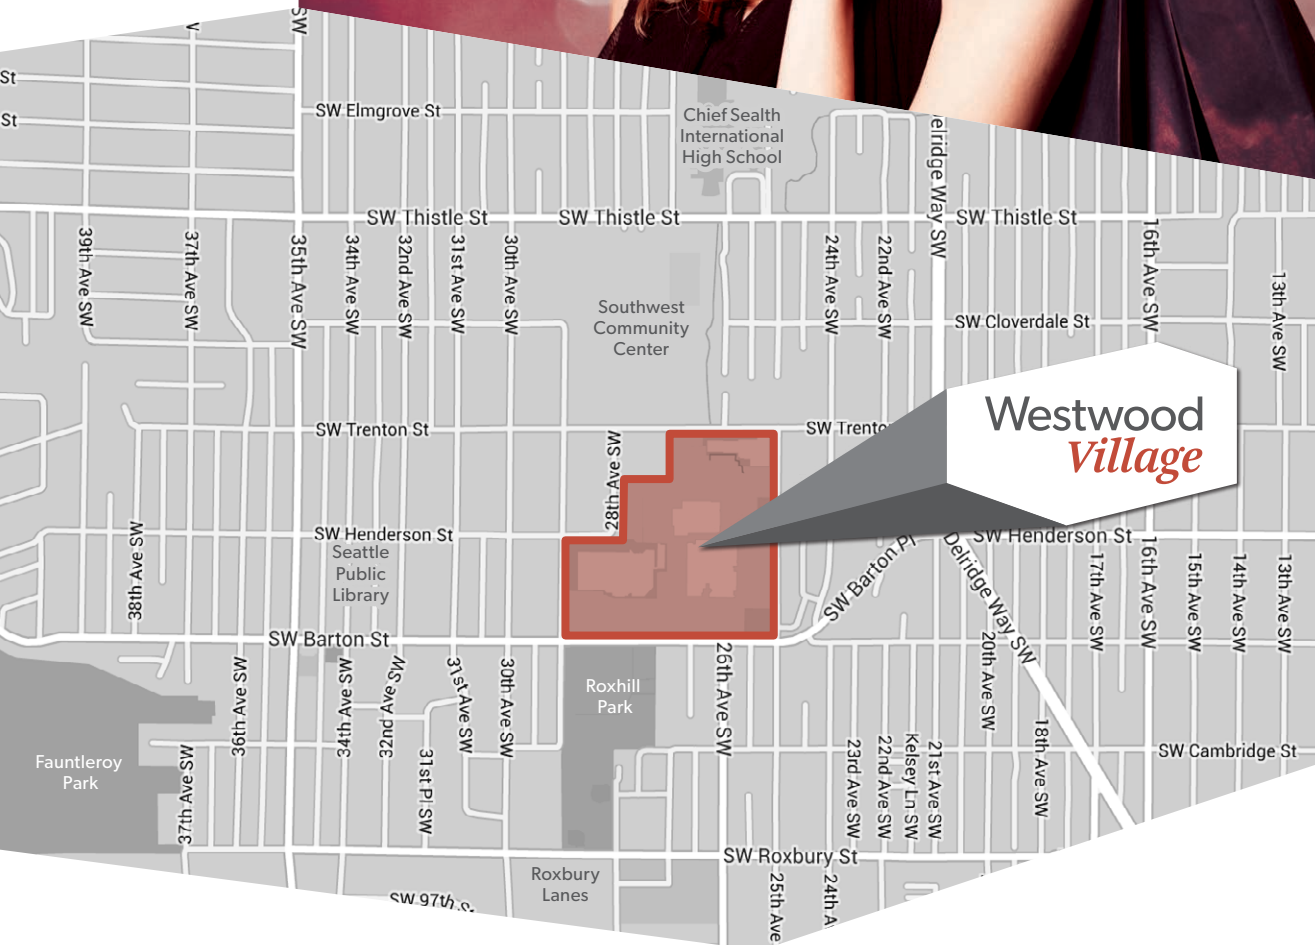 SW
St
SW Elmgrove St
St
Chief Sealth
International
High School
elridge Way SW
SW Thistle St
SW Thistle St
SW Thistle St
39th Ave SW
37th Ave SW
35th Ave SW
34th Ave SW
32nd Ave SW
31st Ave SW
30th Ave SW
24th Ave SW
22nd Ave SW
16th Ave SW
13th Ave SW
Southwest
Community
Center
SW Cloverdale St
SW Trenton St
SW Trento
28th Ave SW
Westwood
Village
38th Ave SW
SW Henderson St
SW Henderson St
Seattle
Public
Library
SW Barton Pl
Delridge Way SW
17th Ave SW
16th Ave SW
15th Ave SW
14th Ave SW
13th Ave SW
SW Barton St
36th Ave SW
34th Ave SW
32nd Ave SW
31st Ave SW
30th Ave SW
26th Ave SW
20th Ave SW
Roxhill
Park
Fauntleroy
Park
37th Ave SW
31st Pl SW
23rd Ave SW
22nd Ave SW
Kelsey Ln SW
21st Ave SW
18th Ave SW
SW Cambridge St
SW Roxbury St
Roxbury
Lanes
SW 97th S
25th Ave
24th A